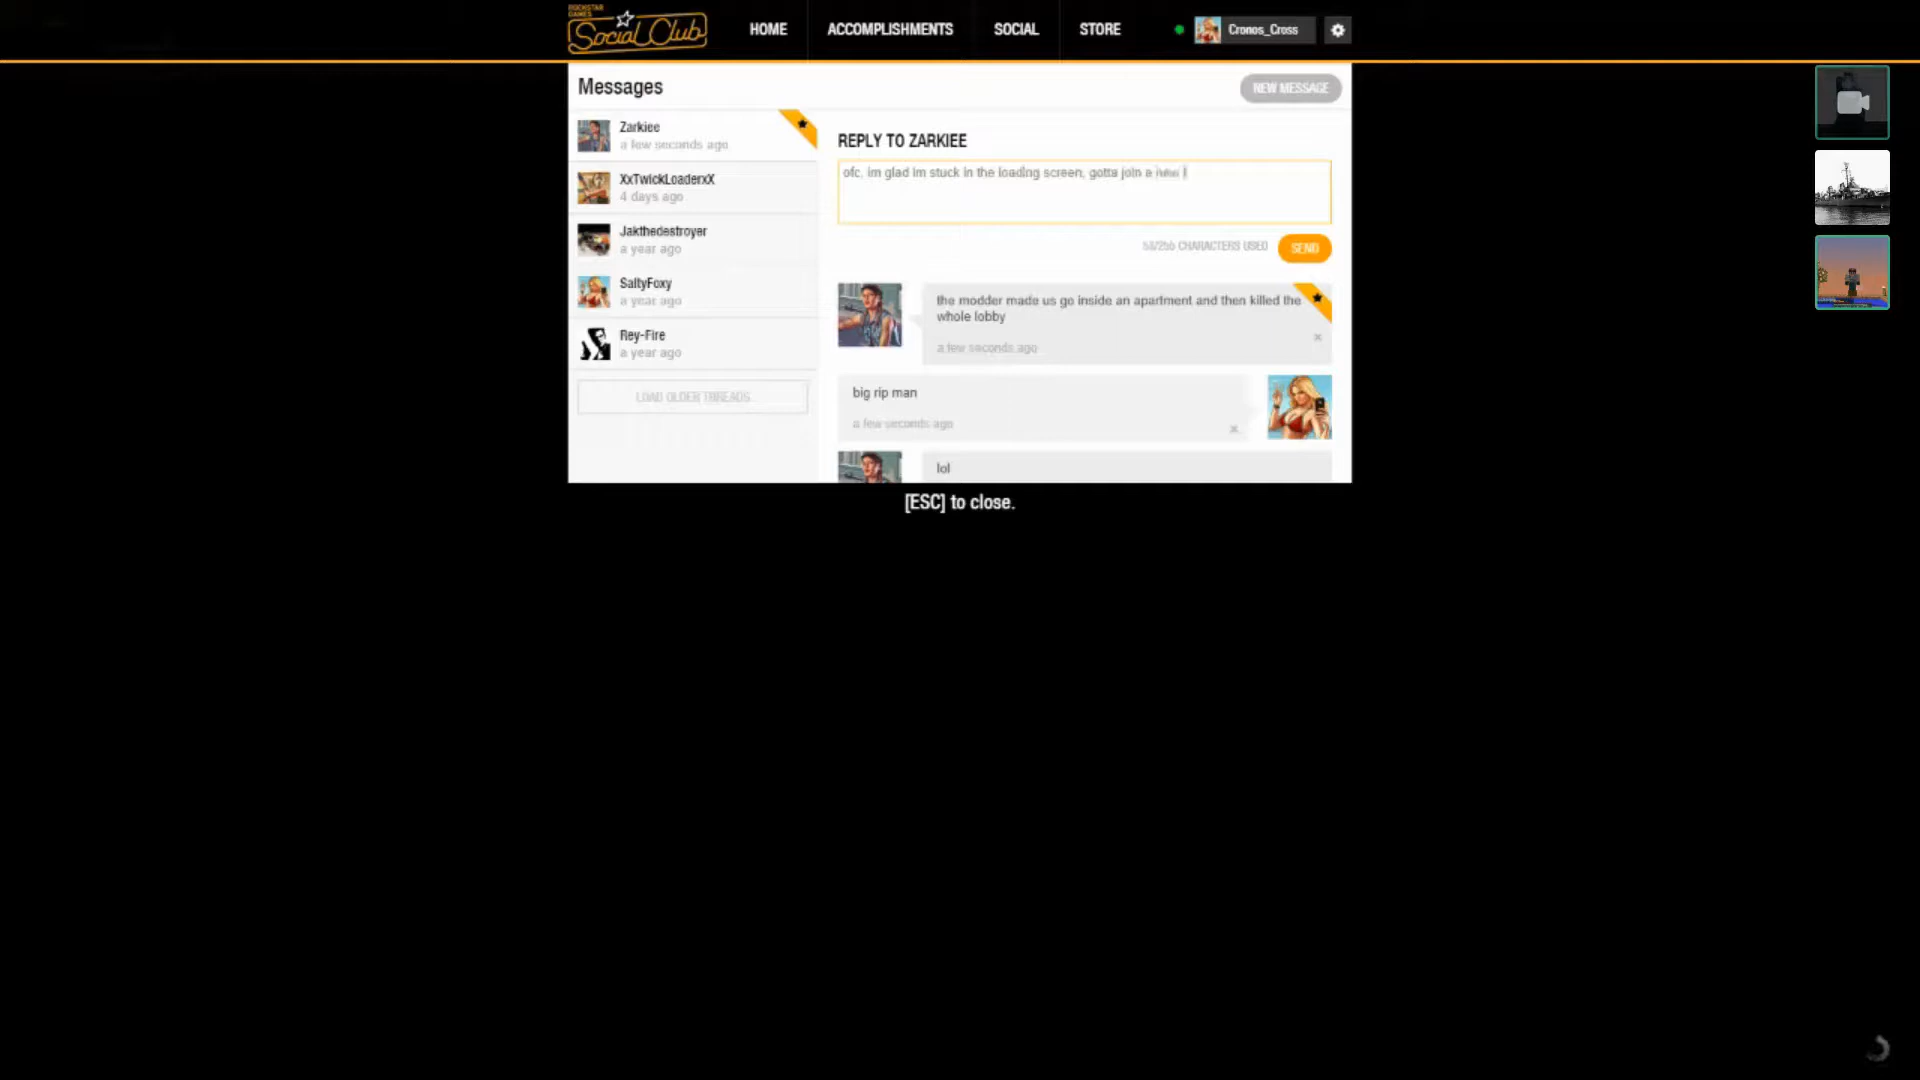 ROCKSTAR
GAMES
Social Club
HOME
ACCOMPLISHMENTS
SOCIAL
STORE
Cronos_Cross
Messages
NEW MESSAGE
Zarkiee
a few seconds ago
XxTwickLoaderxX
4 days ago
Jakthedestroyer
a year ago
SaltyFoxy
a year ago
Rey-Fire
a year ago
LOAD OLDER THREADS
REPLY TO ZARKIEE
ofc, im glad im stuck in the loading screen, gotta join a
CHARACTERS USED
SEND
the modder made us go inside an apartment and then killed the
whole lobby
a few seconds ago
big rip man
a few seconds ago
lol
[ESC] to close.